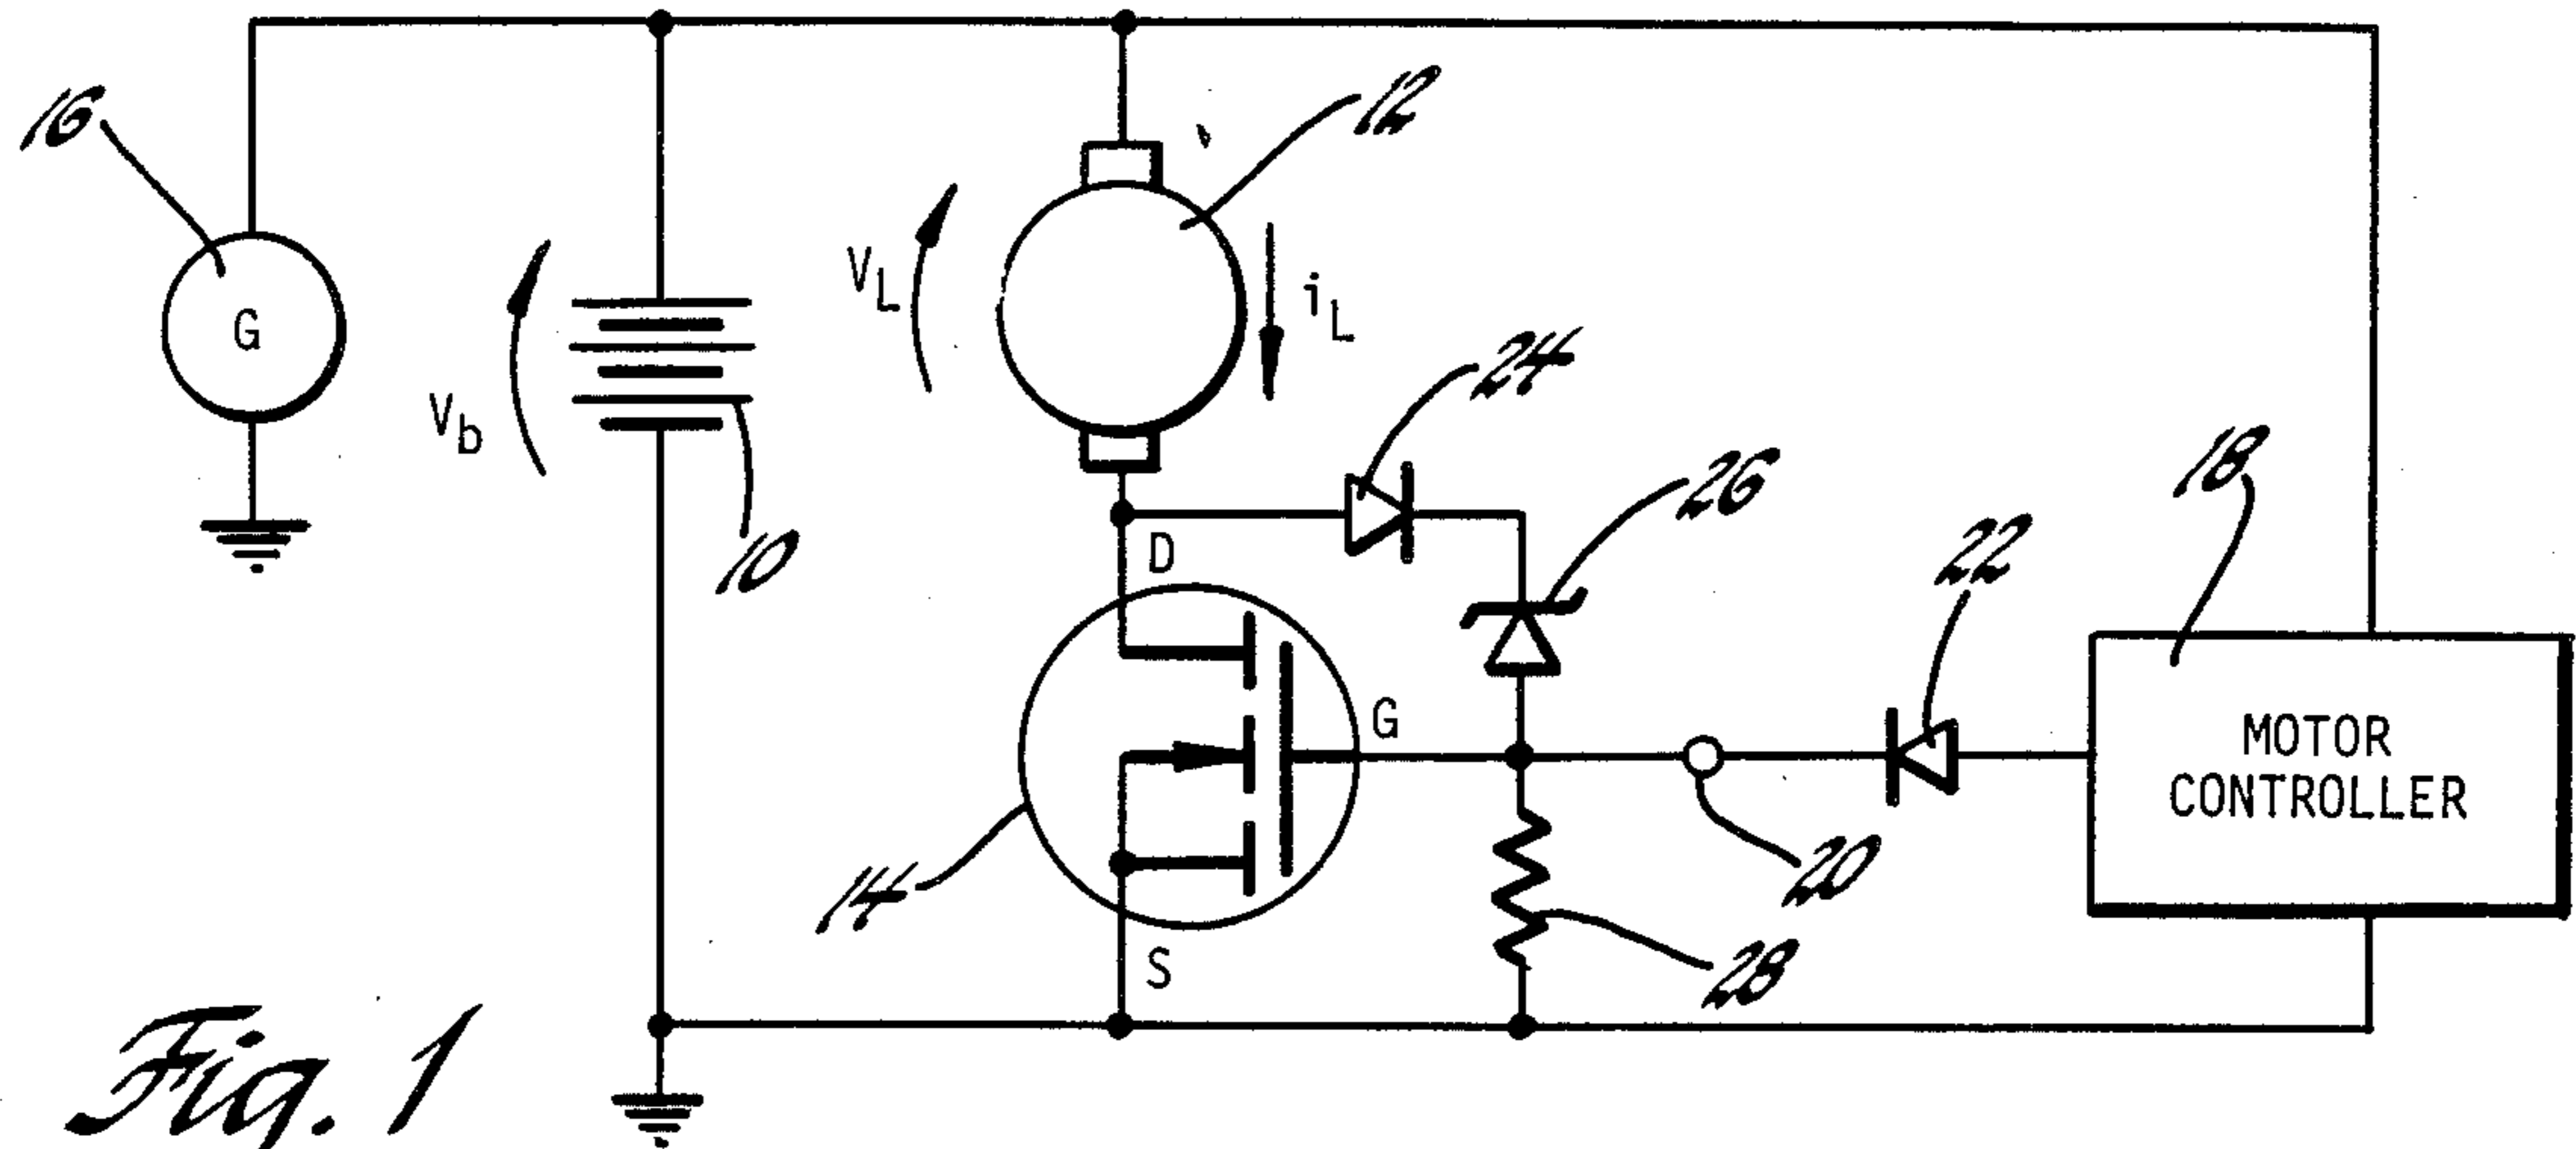 16
12
V_L
i_L
G
24
V_b
26
18
10
D
22
G
MOTOR
CONTROLLER
14
20
S
28
Fig. 1